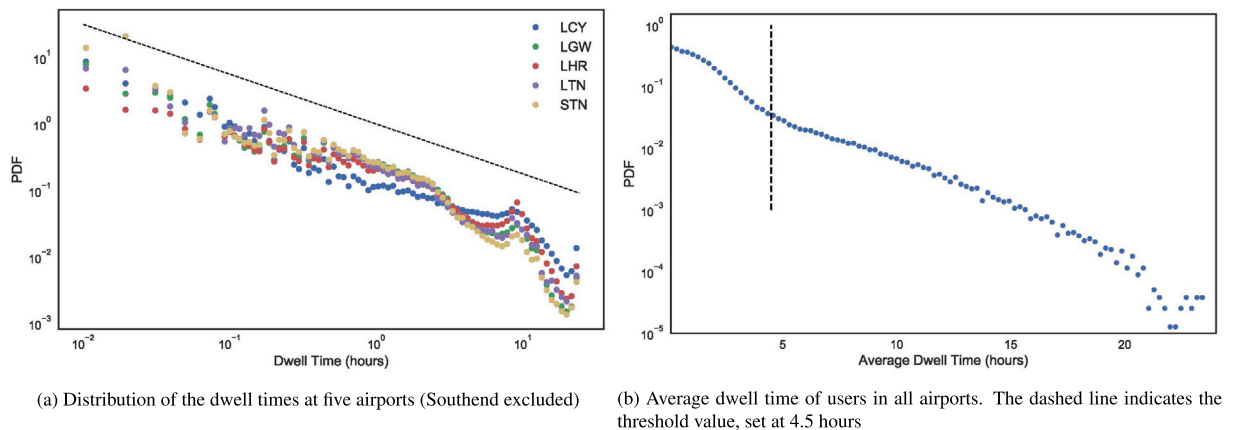 10^1
10^0
10^-1
10^-2
10^-3
PDF
10^-2
10^-1
10^0
10^1
Dwell Time (hours)
LCY
LGW
LHR
LTN
STN
(a) Distribution of the dwell times at five airports (Southend excluded)
10^0
10^-1
10^-2
10^-3
10^-4
10^-5
PDF
5
10
15
20
Average Dwell Time (hours)
(b) Average dwell time of users in all airports. The dashed line indicates the
threshold value, set at 4.5 hours